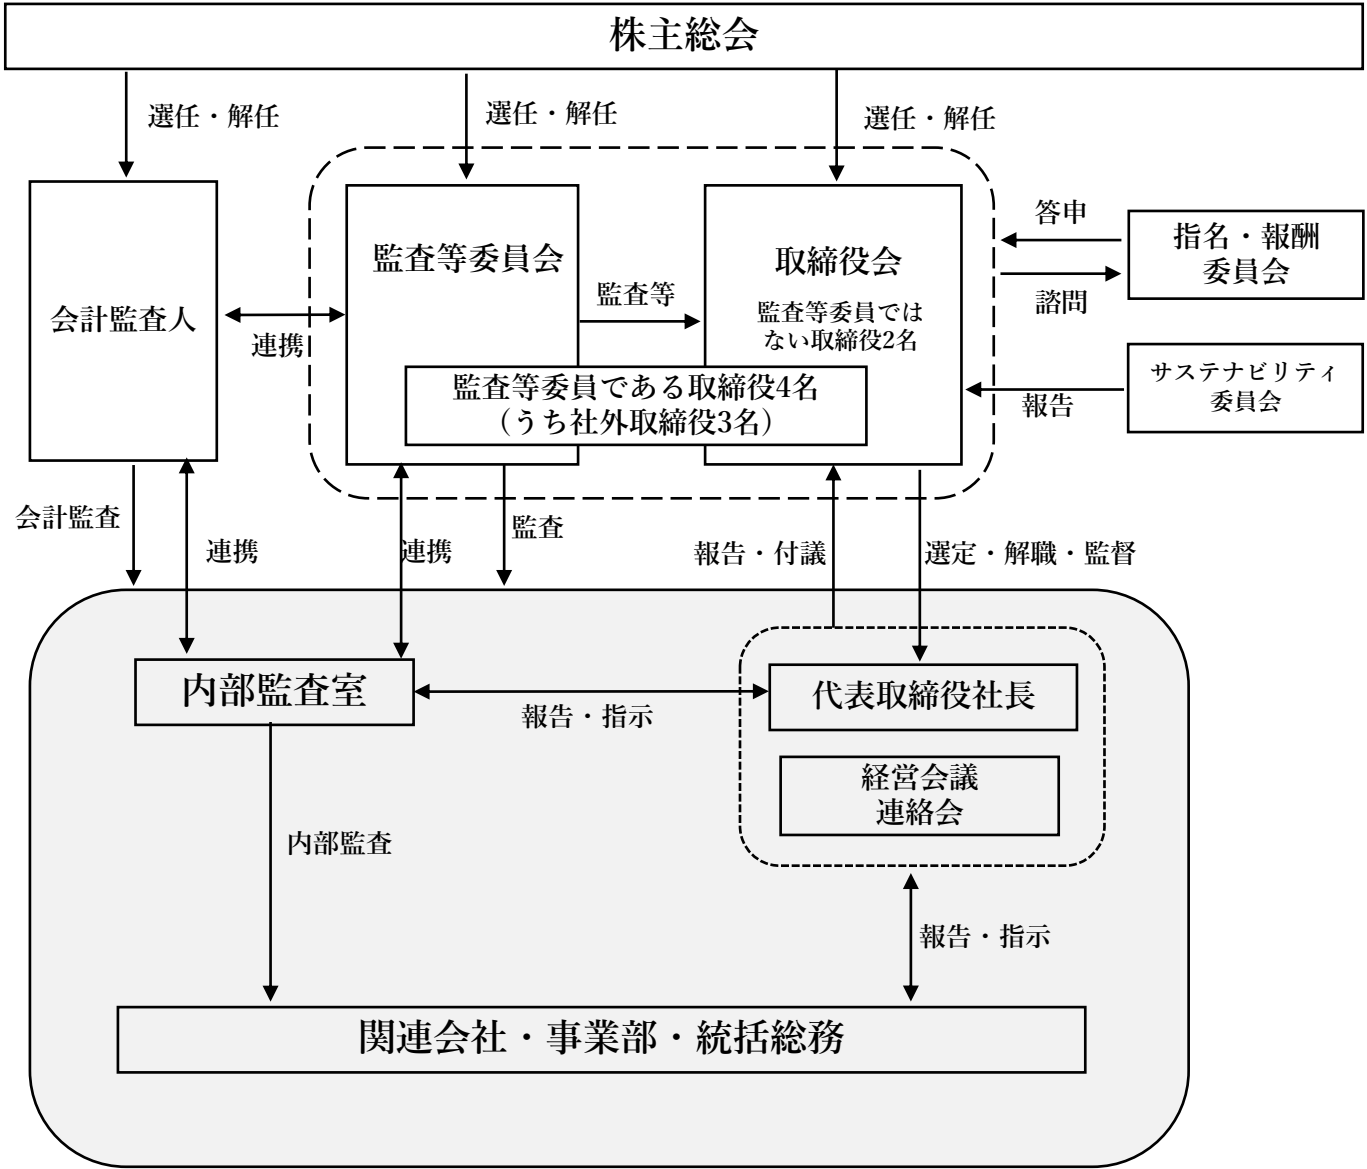 株主総会
選任・解任
選任・解任
選任・解任
会計監査人
連携
監査等委員会
監査等
取締役会
監査等委員では
ない取締役2名
監査等委員である取締役4名
（うち社外取締役3名）
答申
諮問
指名・報酬
委員会
報告
サステナビリティ
委員会
会計監査
連携
連携
監査
報告・付議
選定・解職・監督
内部監査室
報告・指示
代表取締役社長
経営会議
連絡会
内部監査
報告・指示
関連会社・事業部・統括総務